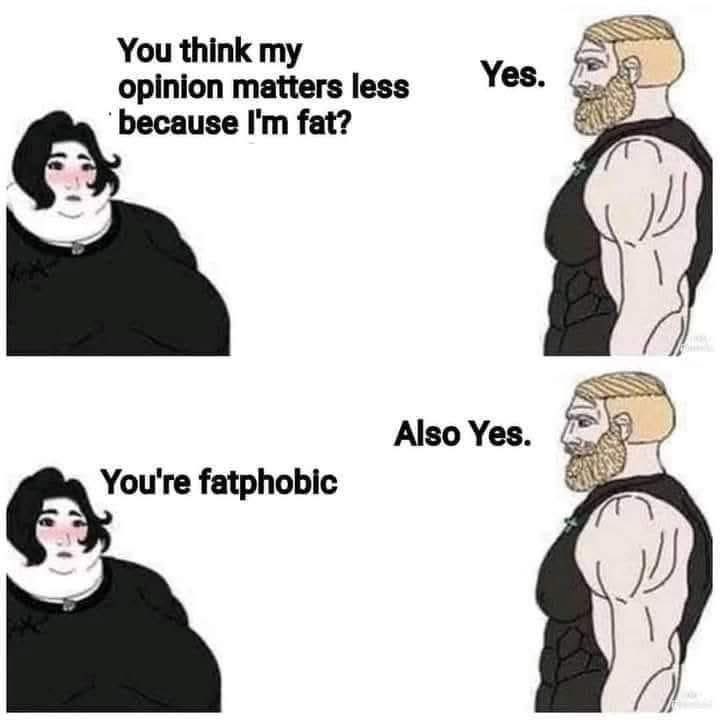 You think my
opinion matters less
because I'm fat?
Yes.
Also Yes.
You're fatphobic